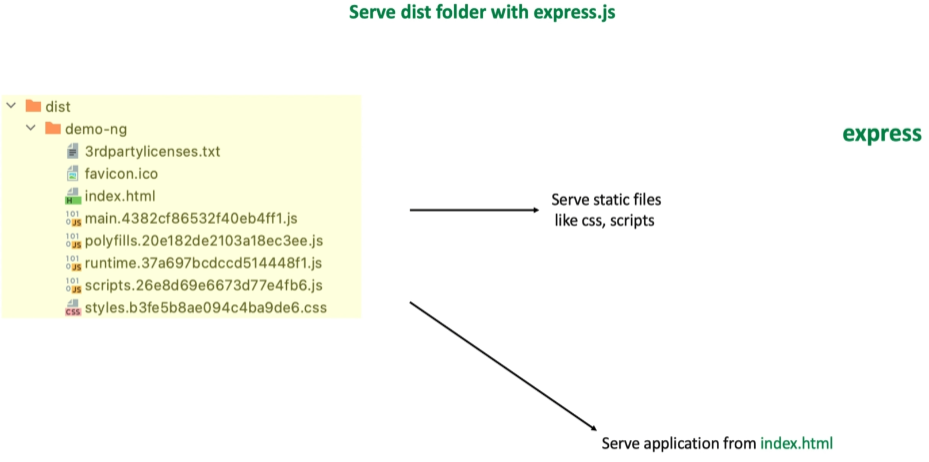 Serve dist folder with express.js
dist
demo-ng
3rdpartylicenses.txt
favicon.ico
index.html
main.4382cf86532f40eb4ff1.js
polyfills.20e182de2103a18ec3ee.js
runtime.37a697bcdccd514448f1.js
scripts.26e8d69e6673d77e4fb6.js
styles.b3fe5b8ae094c4ba9de6.css
express
Serve static files
like css, scripts
Serve application from index.html